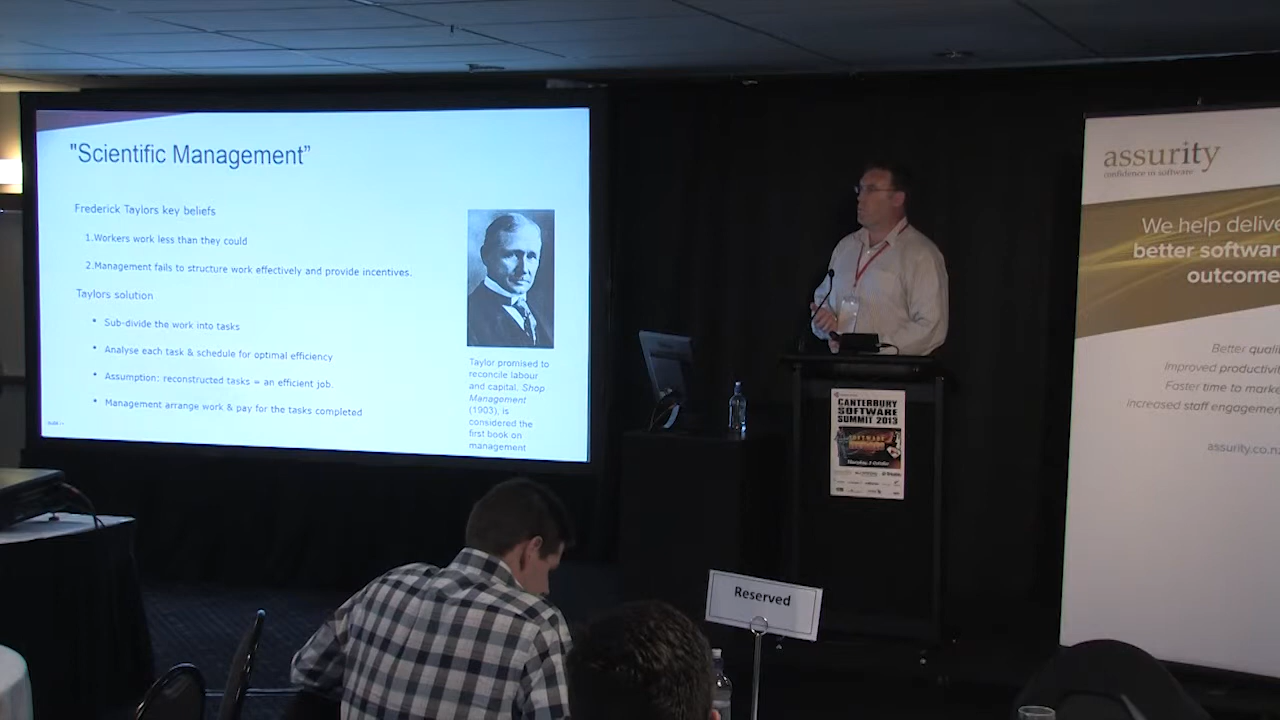 "Scientific Management”
Frederick Taylors key beliefs
1.Workers work less than they could
2.Management fails to structure work effectively and provide incentives.
Taylors solution
• Sub-divide the work into tasks
• Analyse each task & schedule for optimal efficiency
• Assumption: reconstructed tasks = an efficient job.
• Management arrange work & pay for the tasks completed
Taylor promised to
reconcile labour
and capital. Shop
Management
(1903), is
considered the
first book on
management
CANTERBURY
SOFTWARE
SUMMIT 2013
Reserved
assurity
confidence in software
We help delive
better softwar
outcome
Better quali
Improved productivi
Faster time to marke
increased staff engagemen
assurity.co.nz